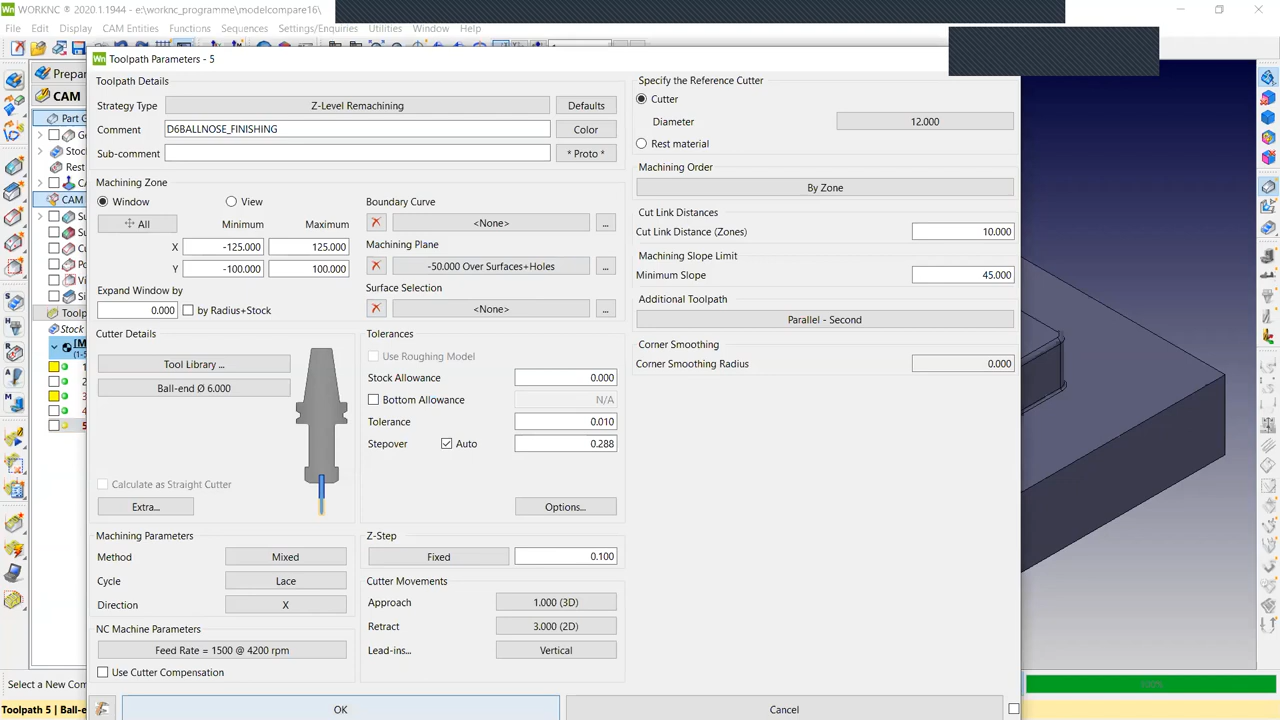 WORKNC ® 2020.1.1944 - e:\worknc_programme\modelcompare16\
File Edit Display CAM Entities Functions Sequences Settings/Enquiries Utilities Window Help
Toolpath Parameters - 5
Toolpath Details
Strategy Type Z-Level Remachining Defaults
Comment D6BALLNOSE_FINISHING Color
Sub-comment * Proto *
Machining Zone
Window View Boundary Curve
All Minimum Maximum <None> ...
X -125.000 125.000 Machining Plane
Y -100.000 100.000 -50.000 Over Surfaces+Holes ...
Expand Window by Surface Selection
0.000 by Radius+Stock <None> ...
Cutter Details
Tool Library ...
Ball-end Ø 6.000
Calculate as Straight Cutter
Extra...
Tolerances
Use Roughing Model
Stock Allowance 0.000
Bottom Allowance N/A
Tolerance 0.010
Stepover Auto 0.288
Options...
Machining Parameters
Method Mixed
Cycle Lace
Direction X
Z-Step
Fixed 0.100
Cutter Movements
Approach 1.000 (3D)
Retract 3.000 (2D)
Lead-ins... Vertical
NC Machine Parameters
Feed Rate = 1500 @ 4200 rpm
Use Cutter Compensation
OK Cancel
Specify the Reference Cutter
Cutter
Diameter 12.000
Rest material
Machining Order
By Zone
Cut Link Distances
Cut Link Distance (Zones) 10.000
Machining Slope Limit
Minimum Slope 45.000
Additional Toolpath
Parallel - Second
Corner Smoothing
Corner Smoothing Radius 0.000
Prepar
CAM
Part G
Stock
Rest
CAM
Toolp
Stock
1
2
3
4
5
Select a New Com
Toolpath 5 | Ball-e